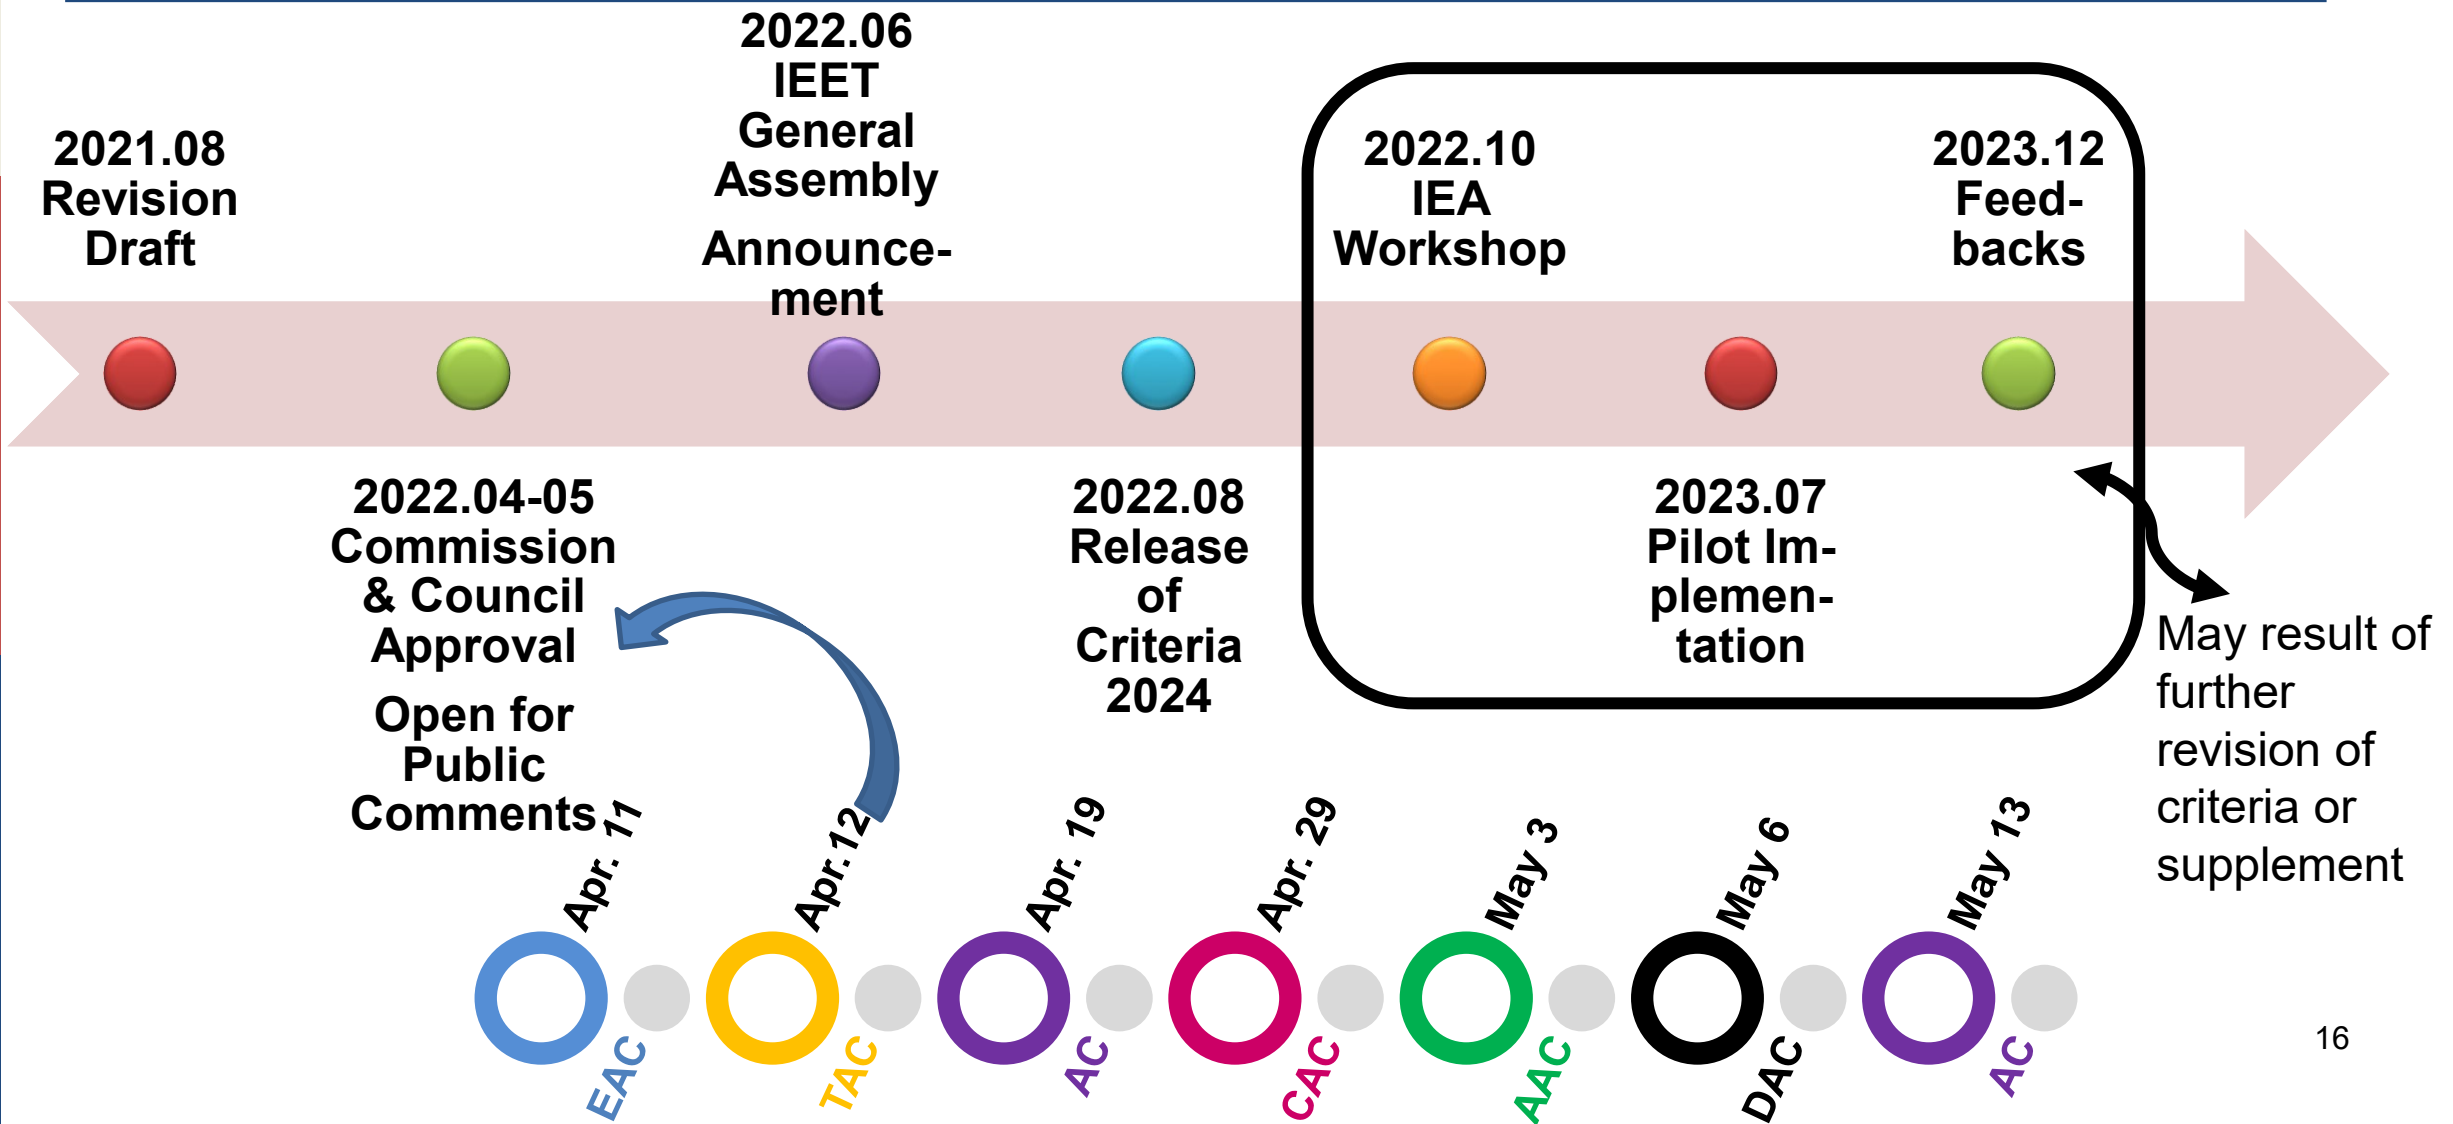 2021.08
Revision
Draft
2022.04-05
Commission
& Council
Approval
Open for
Public
Comments
2022.06
IEET
General
Assembly
Announce-
ment
2022.08
Release
of
Criteria
2024
2022.10
IEA
Workshop
2023.07
Pilot Im-
plemen-
tation
2023.12
Feed-
backs
May result of
further
revision of
criteria or
supplement
Apr. 11
EAC
Apr.12
TAC
Apr. 19
AC
Apr. 29
CAC
May 3
AAC
May 6
DAC
May 13
AC
16